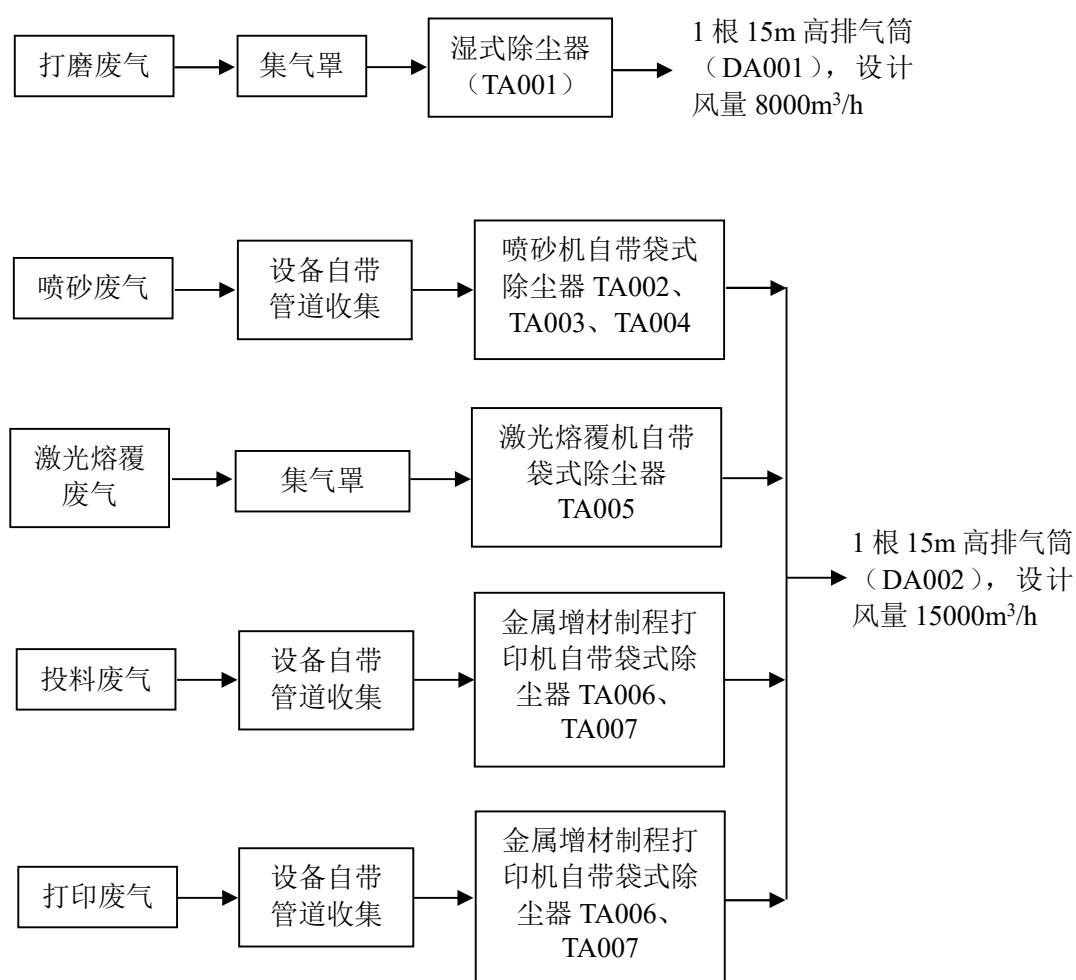 打磨废气
集气罩
湿式除尘器
（TA001）
1 根 15m 高排气筒
（DA001），设计
风量 8000m³/h
喷砂废气
设备自带
管道收集
喷砂机自带袋式
除尘器 TA002、
TA003、TA004
激光熔覆
废气
集气罩
激光熔覆机自带
袋式除尘器
TA005
投料废气
设备自带
管道收集
金属增材制程打
印机自带袋式除
尘器 TA006、
TA007
打印废气
设备自带
管道收集
金属增材制程打
印机自带袋式除
尘器 TA006、
TA007
1 根 15m 高排气筒
（DA002），设计
风量 15000m³/h